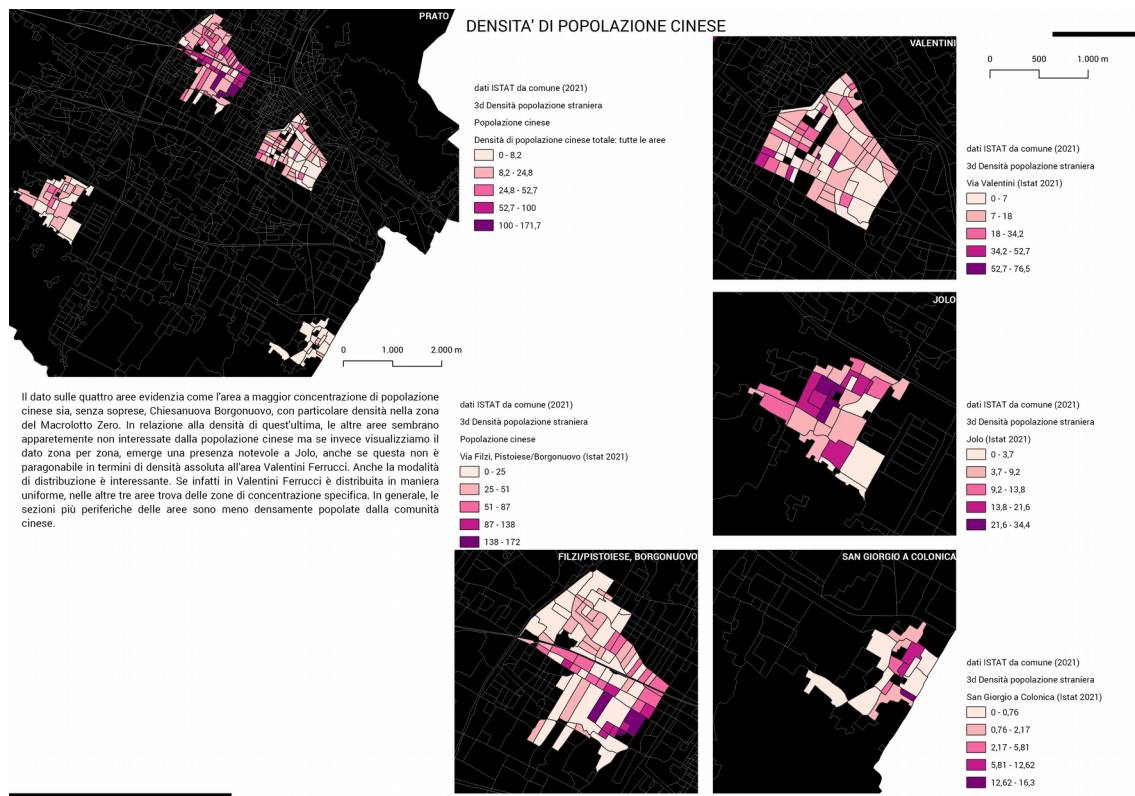 DENSITA' DI POPOLAZIONE CINESE
PRATO
dati ISTAT da comune (2021)
3d Densità popolazione straniera
Popolazione cinese
Densità di popolazione cinese totale: tutte le aree
0 - 8,2
8,2 - 24,8
24,8 - 52,7
52,7 - 100
100 - 171,7
0 1.000 2.000 m
VALENTINI
0 500 1.000 m
dati ISTAT da comune (2021)
3d Densità popolazione straniera
Via Valentini (Istat 2021)
0 - 7
7 - 18
18 - 34,2
34,2 - 52,7
52,7 - 76,5
JOLO
dati ISTAT da comune (2021)
3d Densità popolazione straniera
Jolo (Istat 2021)
0 - 3,7
3,7 - 9,2
9,2 - 13,8
13,8 - 21,6
21,6 - 34,4
Il dato sulle quattro aree evidenzia come l'area a maggior concentrazione di popolazione
cinese sia, senza soprese, Chiesanuova Borgonuovo, con particolare densità nella zona
del Macrolotto Zero. In relazione alla densità di quest'ultima, le altre aree sembrano
apparetemente non interessate dalla popolazione cinese ma se invece visualizziamo il
dato zona per zona, emerge una presenza notevole a Jolo, anche se questa non è
paragonabile in termini di densità assoluta all'area Valentini Ferrucci. Anche la modalità
di distribuzione è interessante. Se infatti in Valentini Ferrucci è distribuita in maniera
uniforme, nelle altre tre aree trova delle zone di concentrazione specifica. In generale, le
sezioni più periferiche delle aree sono meno densamente popolate dalla comunità
cinese.
dati ISTAT da comune (2021)
3d Densità popolazione straniera
Popolazione cinese
Via Filzi, Pistoiese/Borgonuovo (Istat 2021)
0 - 25
25 - 51
51 - 87
87 - 138
138 - 172
FILZI/PISTOIESE, BORGONUOVO
SAN GIORGIO A COLONICA
dati ISTAT da comune (2021)
3d Densità popolazione straniera
San Giorgio a Colonica (Istat 2021)
0 - 0,76
0,76 - 2,17
2,17 - 5,81
5,81 - 12,62
12,62 - 16,3